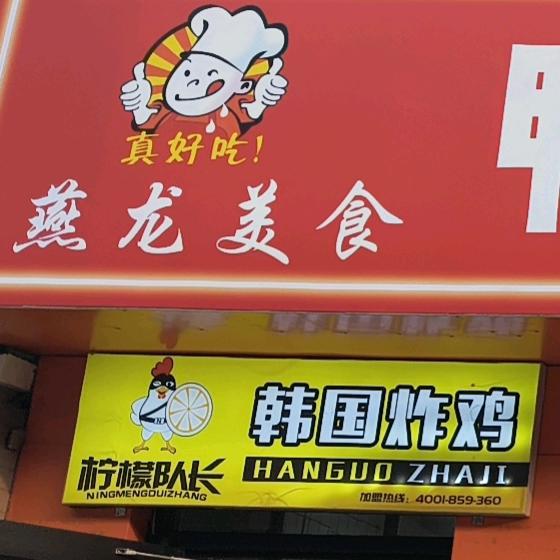 真好吃!
燕龙美食
韩国炸鸡
HANGUO ZHAJI
柠檬队长
NINGMENGDUIZHANG
加盟热线：4001-859-360